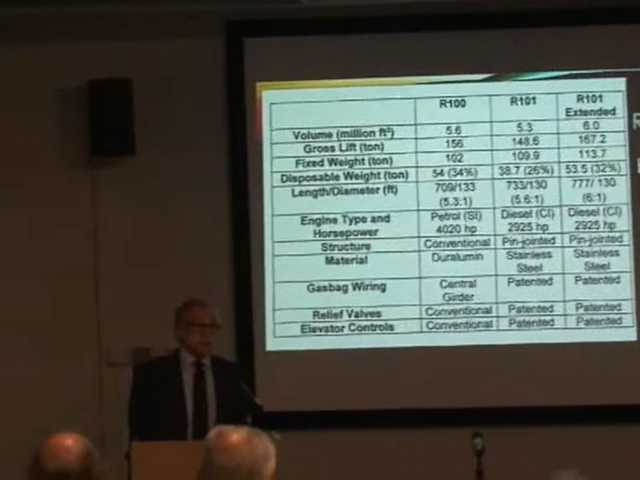 R100 R101 R101 Extended
Volume (million ft³) 5.6 5.3 6.0
Gross Lift (ton) 156 148.6 167.2
Fixed Weight (ton) 102 109.9 113.7
Disposable Weight (ton) 54 (34%) 38.7 (26%) 53.5 (32%)
Length/Diameter (ft) 709/133 (5.3:1) 733/130 (5.6:1) 777/ 130 (6:1)
Engine Type and Horsepower Petrol (SI) 4020 hp Diesel (CI) 2925 hp Diesel (CI) 2925 hp
Structure Conventional Pin-jointed Pin-jointed
Material Duralumin Stainless Steel Stainless Steel
Gasbag Wiring Central Girder Patented Patented
Relief Valves Conventional Patented Patented
Elevator Controls Conventional Patented Patented
R